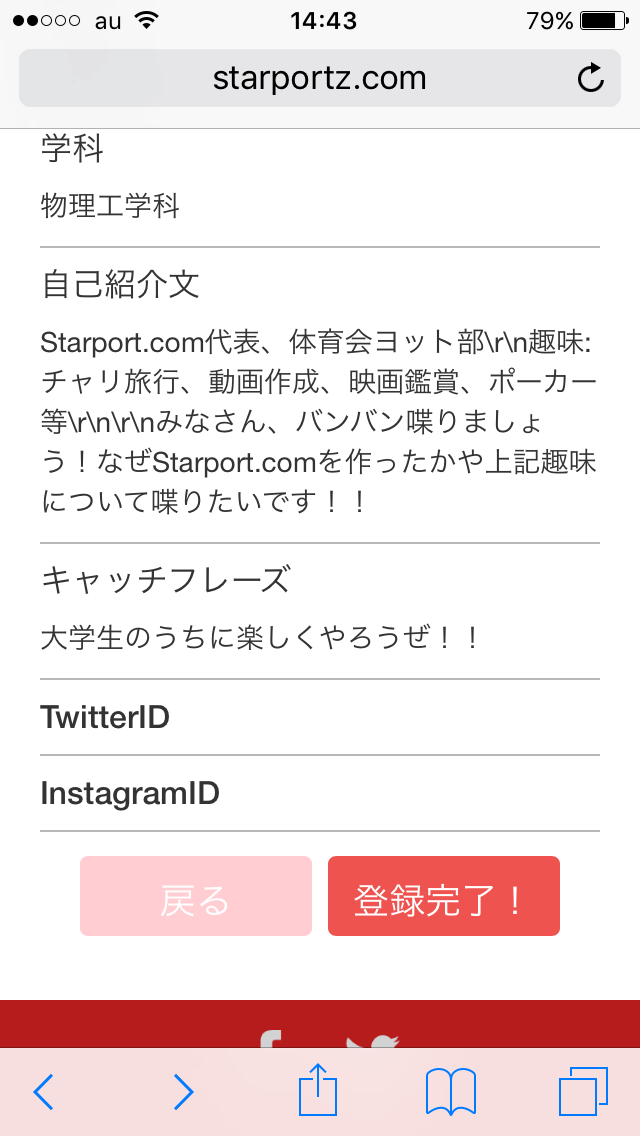 au 14:43 79%
starportz.com
学科
物理工学科
自己紹介文
Starport.com代表、体育会ヨット部\r\n趣味:
チャリ旅行、動画作成、映画鑑賞、ポーカー
等\r\n\r\nみなさん、バンバン喋りましょ
う！なぜStarport.comを作ったかや上記趣味
について喋りたいです！！
キャッチフレーズ
大学生のうちに楽しくやろうぜ！！
TwitterID
InstagramID
戻る 登録完了！